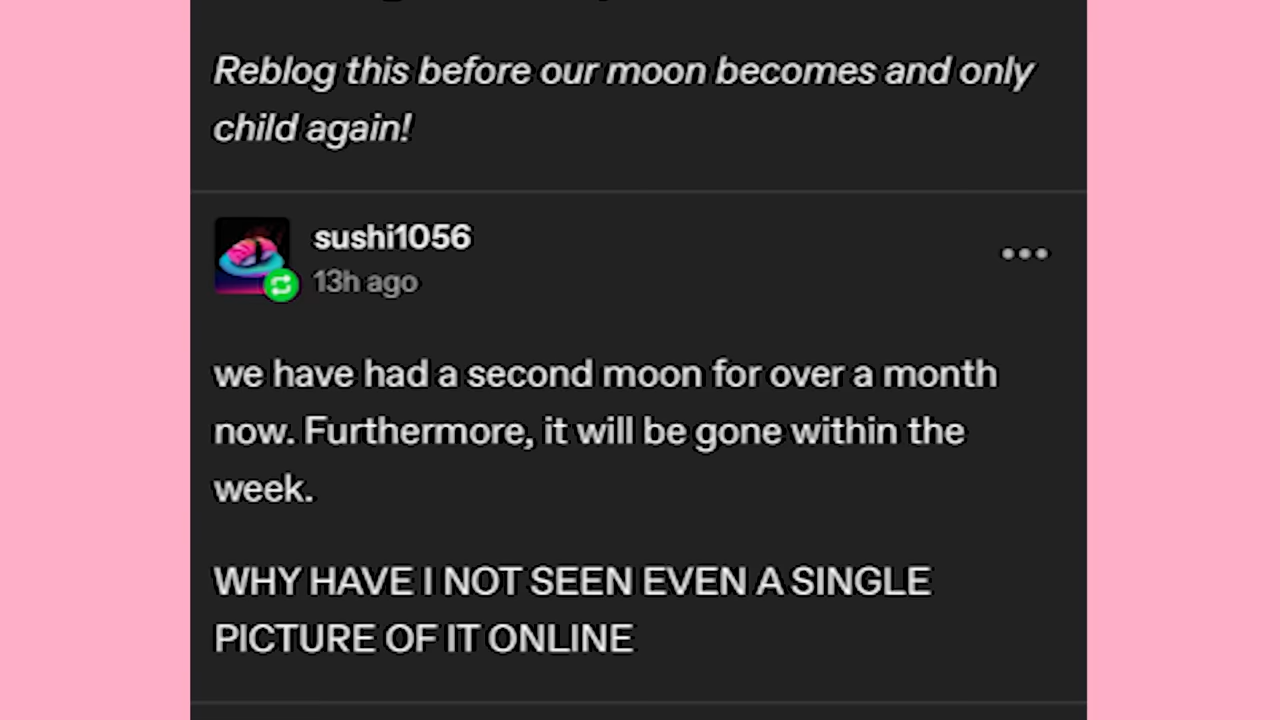 Reblog this before our moon becomes and only
child again!
sushi1056
13h ago
we have had a second moon for over a month
now. Furthermore, it will be gone within the
week.
WHY HAVE I NOT SEEN EVEN A SINGLE
PICTURE OF IT ONLINE